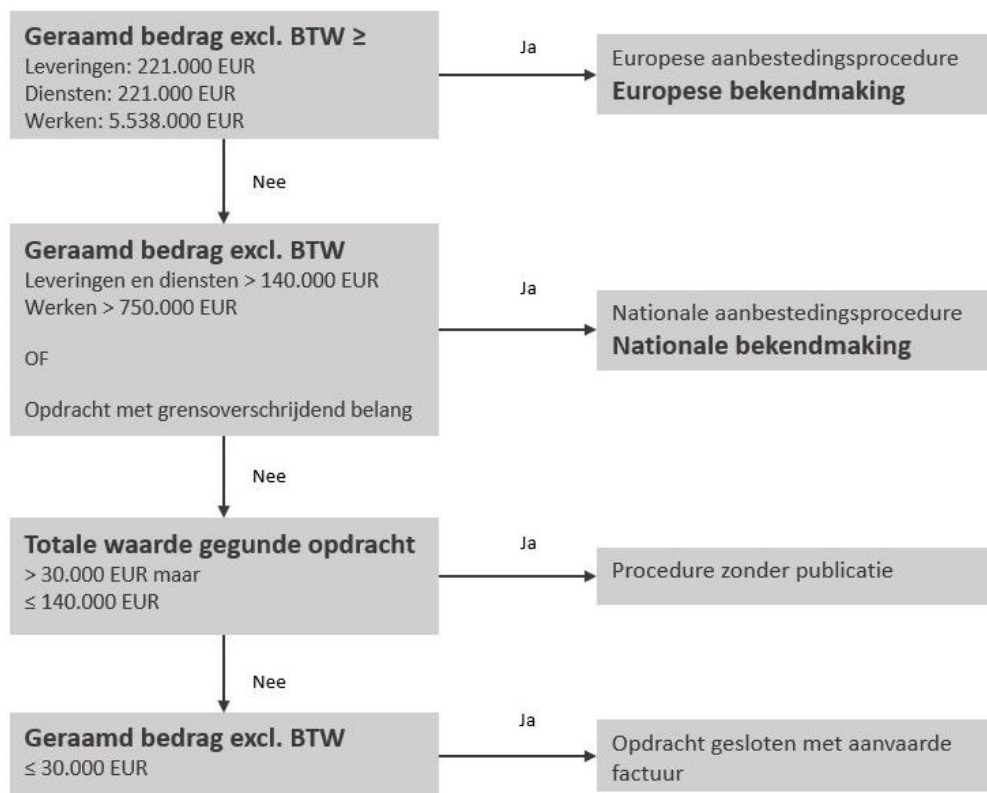 Geraamd bedrag excl. BTW ≥
Leveringen: 221.000 EUR
Diensten: 221.000 EUR
Werken: 5.538.000 EUR
Ja
Europese aanbestedingsprocedure
Europese bekendmaking
Nee
Geraamd bedrag excl. BTW
Leveringen en diensten > 140.000 EUR
Werken > 750.000 EUR
OF
Opdracht met grensoverschrijdend belang
Ja
Nationale aanbestedingsprocedure
Nationale bekendmaking
Nee
Totale waarde gegunde opdracht
> 30.000 EUR maar
≤ 140.000 EUR
Ja
Procedure zonder publicatie
Nee
Geraamd bedrag excl. BTW
≤ 30.000 EUR
Ja
Opdracht gesloten met aanvaarde
factuur